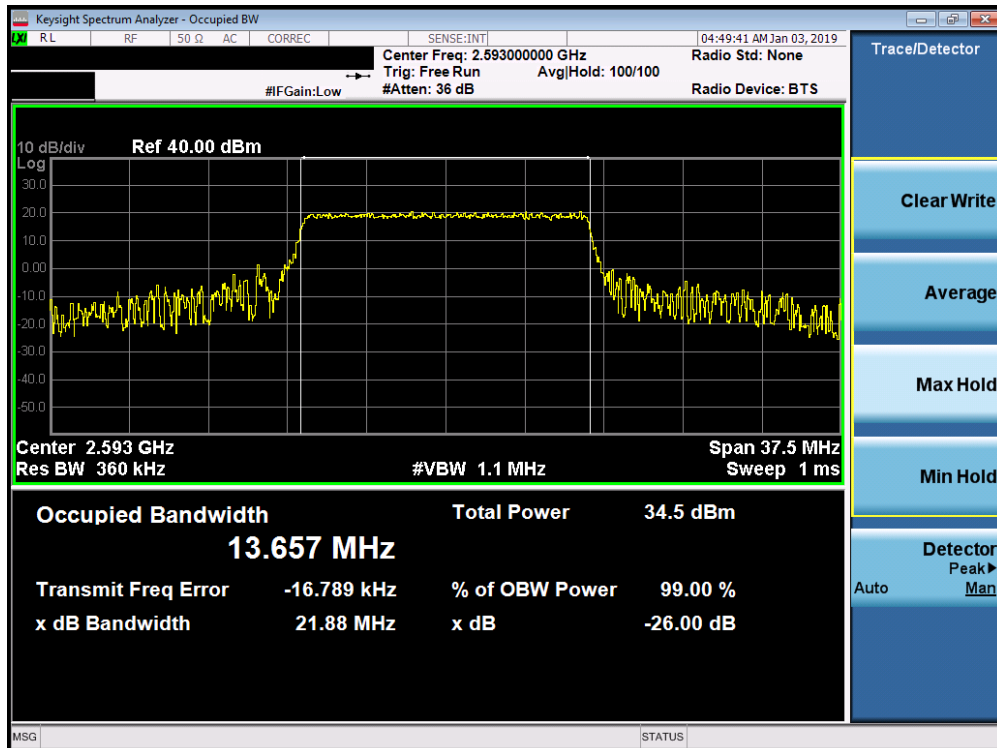 Keysight Spectrum Analyzer - Occupied BW
LXI RL RF 50 Ω AC CORREC SENSE:INT 04:49:41 AM Jan 03, 2019
Center Freq: 2.593000000 GHz Radio Std: None
Trig: Free Run Avg|Hold: 100/100
#IFGain:Low #Atten: 36 dB Radio Device: BTS
10 dB/div Ref 40.00 dBm
Log
30.0
20.0
10.0
0.00
-10.0
-20.0
-30.0
-40.0
-50.0
Center 2.593 GHz Span 37.5 MHz
Res BW 360 kHz #VBW 1.1 MHz Sweep 1 ms
Occupied Bandwidth Total Power 34.5 dBm
13.657 MHz
Transmit Freq Error -16.789 kHz % of OBW Power 99.00 %
x dB Bandwidth 21.88 MHz x dB -26.00 dB
MSG STATUS
Trace/Detector
Clear Write
Average
Max Hold
Min Hold
Detector
Peak▶
Auto Man